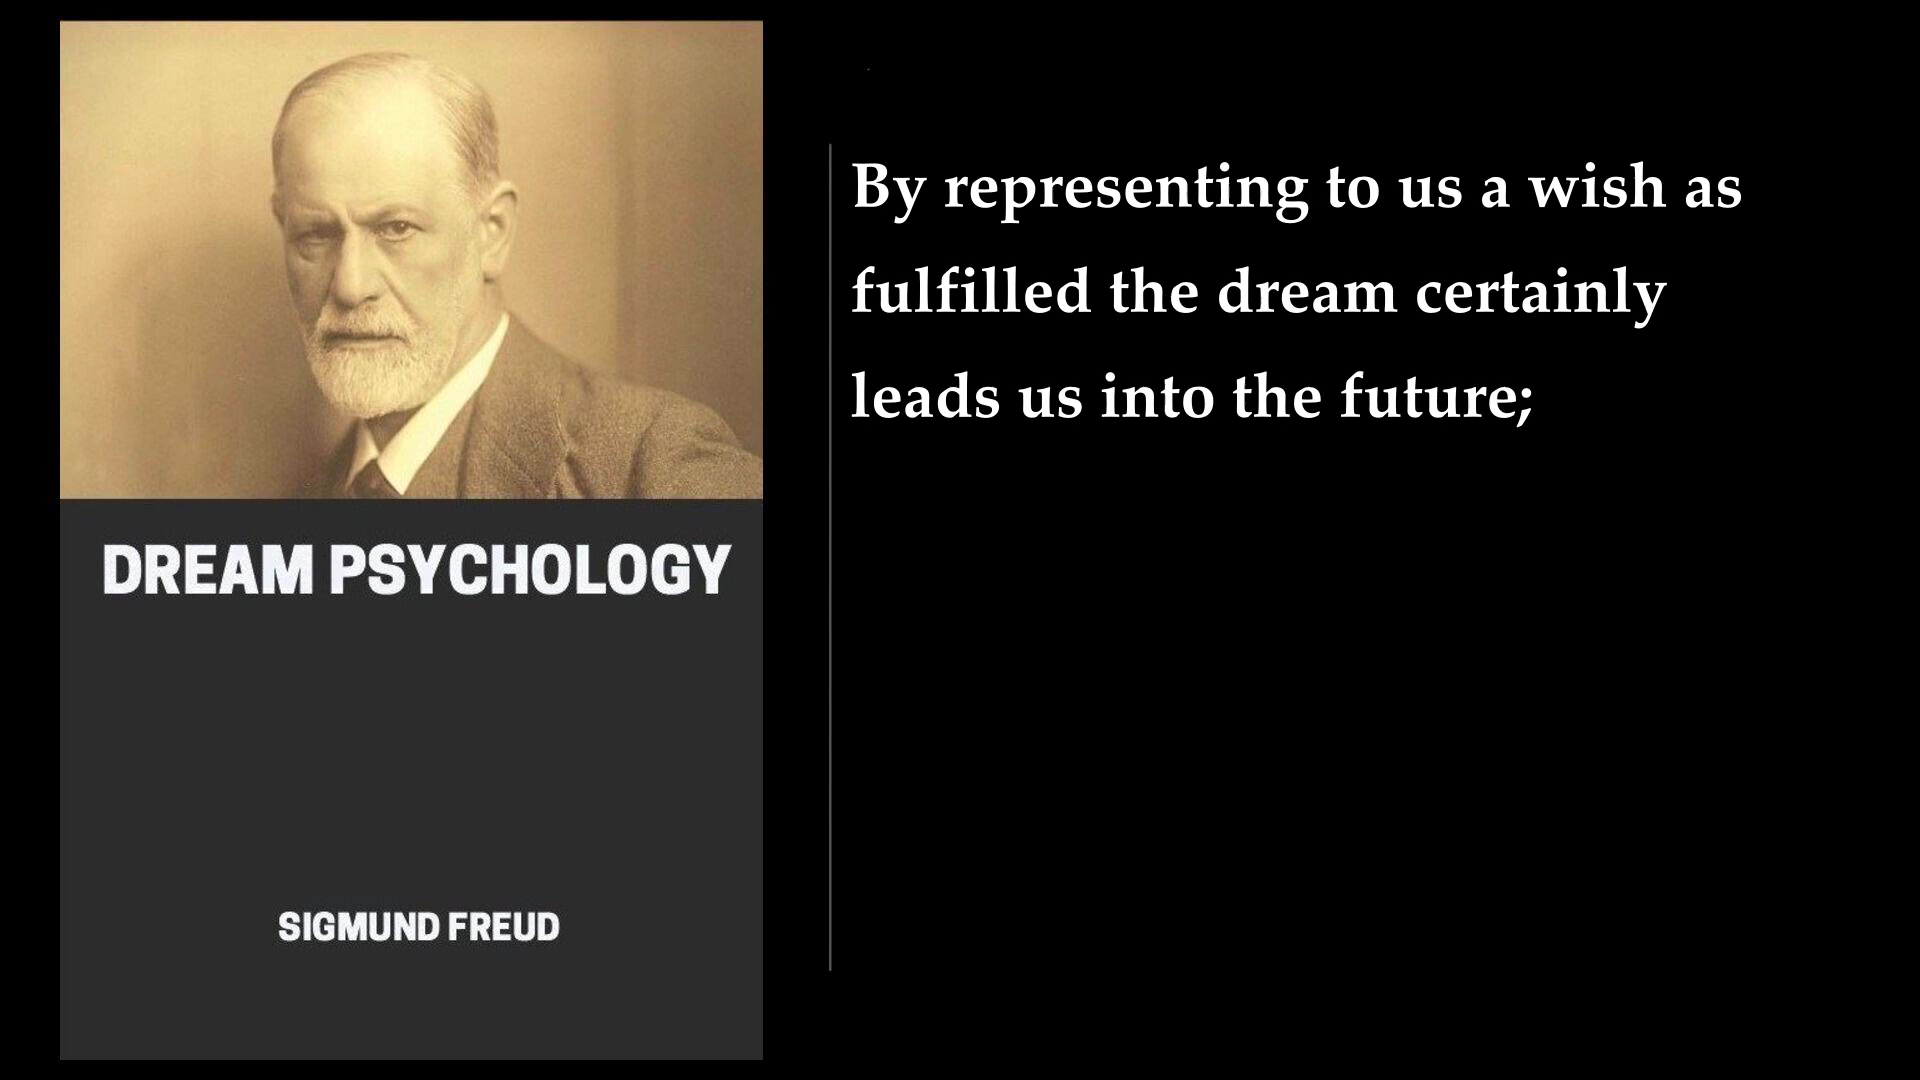 By representing to us a wish as
fulfilled the dream certainly
leads us into the future;
DREAM PSYCHOLOGY
SIGMUND FREUD